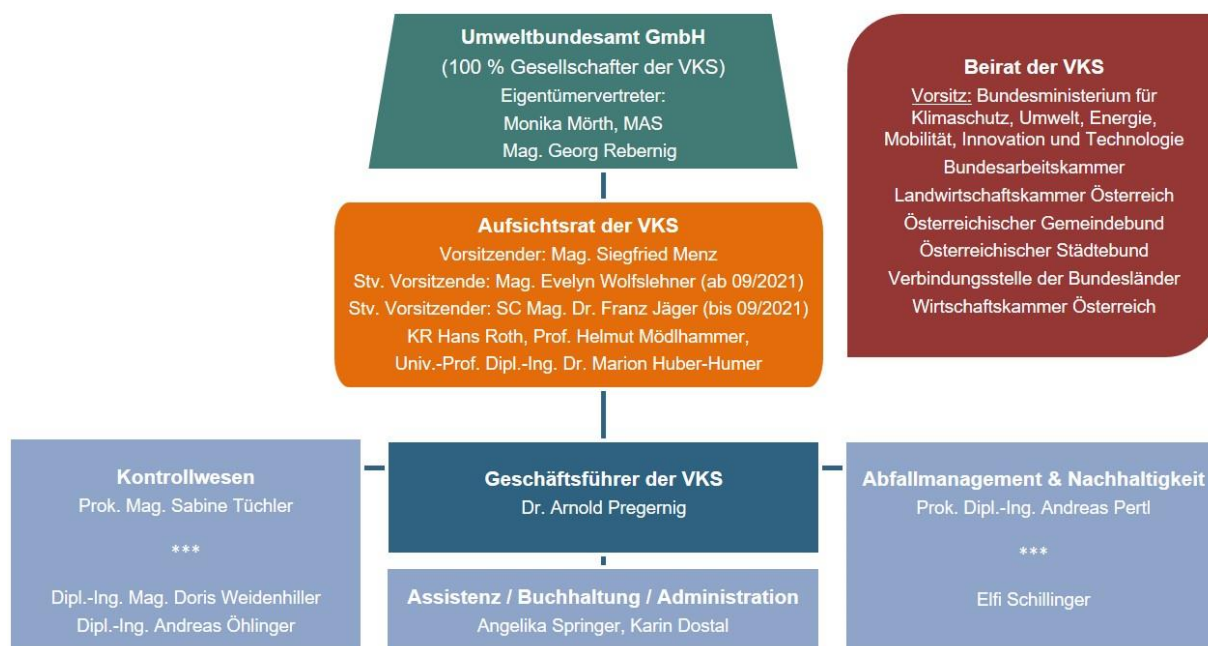 Umweltbundesamt GmbH
(100 % Gesellschafter der VKS)
Eigentümervertreter:
Monika Mörth, MAS
Mag. Georg Rebernig
Beirat der VKS
Vorsitz: Bundesministerium für
Klimaschutz, Umwelt, Energie,
Mobilität, Innovation und Technologie
Bundesarbeitskammer
Landwirtschaftskammer Österreich
Österreichischer Gemeindebund
Österreichischer Städtebund
Verbindungsstelle der Bundesländer
Wirtschaftskammer Österreich
Aufsichtsrat der VKS
Vorsitzender: Mag. Siegfried Menz
Stv. Vorsitzende: Mag. Evelyn Wolfslehner (ab 09/2021)
Stv. Vorsitzender: SC Mag. Dr. Franz Jäger (bis 09/2021)
KR Hans Roth, Prof. Helmut Mödlhammer,
Univ.-Prof. Dipl.-Ing. Dr. Marion Huber-Humer
Kontrollwesen
Prok. Mag. Sabine Tüchler
***
Dipl.-Ing. Mag. Doris Weidenhiller
Dipl.-Ing. Andreas Öhlinger
Geschäftsführer der VKS
Dr. Arnold Pregernig
Assistenz / Buchhaltung / Administration
Angelika Springer, Karin Dostal
Abfallmanagement & Nachhaltigkeit
Prok. Dipl.-Ing. Andreas Pertl
***
Elfi Schillinger